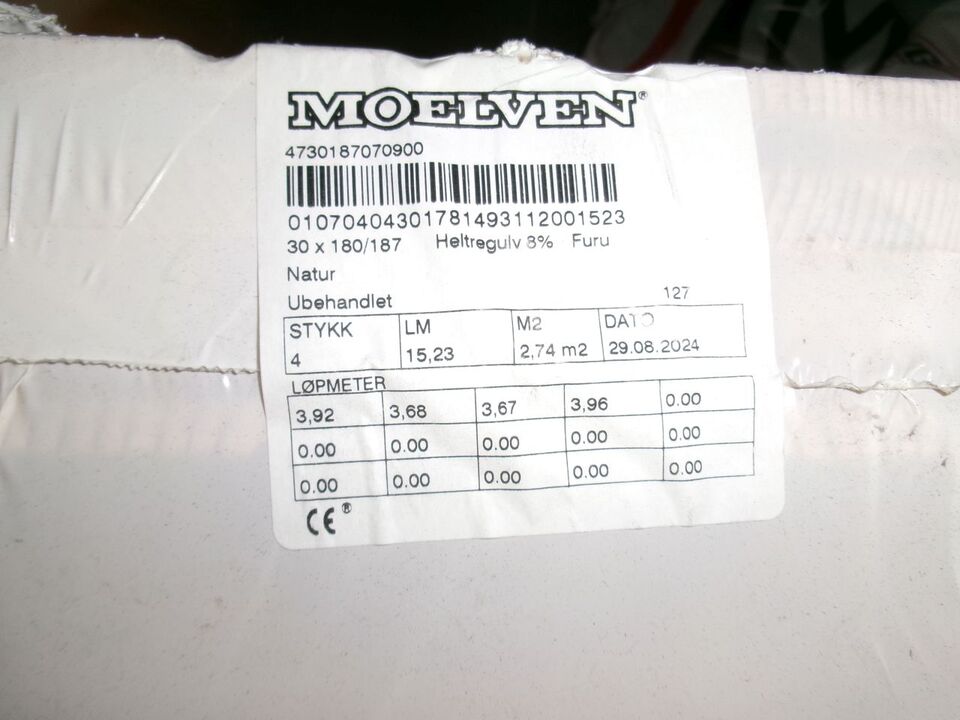 MOELVEN®
4730187070900
01070404301781493112001523
30 x 180/187 Heltregulv 8% Furu
Natur
Ubehandlet 127
STYKK LM M2 DATO
4 15,23 2,74 m2 29.08.2024
LØPMETER
3,92 3,68 3,67 3,96 0.00
0.00 0.00 0.00 0.00 0.00
0.00 0.00 0.00 0.00 0.00
CE®